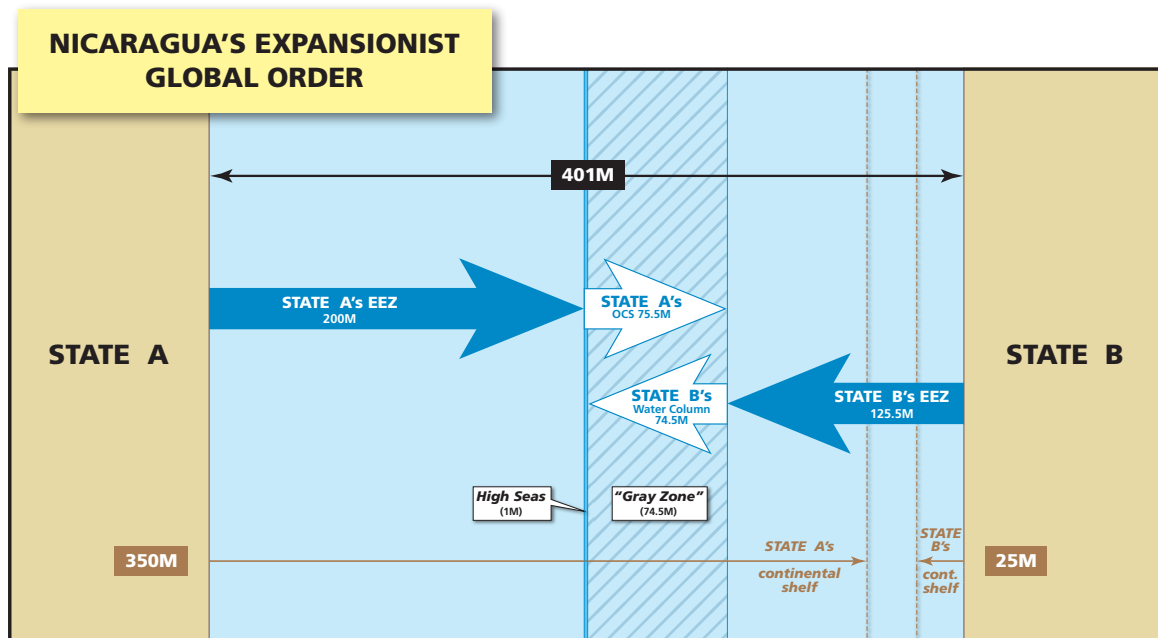 NICARAGUA’S EXPANSIONIST
GLOBAL ORDER
401M
STATE A’s EEZ
200M
STATE A’s
OCS 75.5M
STATE A
STATE B
STATE B’s
Water Column
74.5M
STATE B’s EEZ
125.5M
High Seas
(1M)
“Gray Zone”
(74.5M)
350M
STATE A’s
continental
shelf
STATE
B’s
cont.
shelf
25M